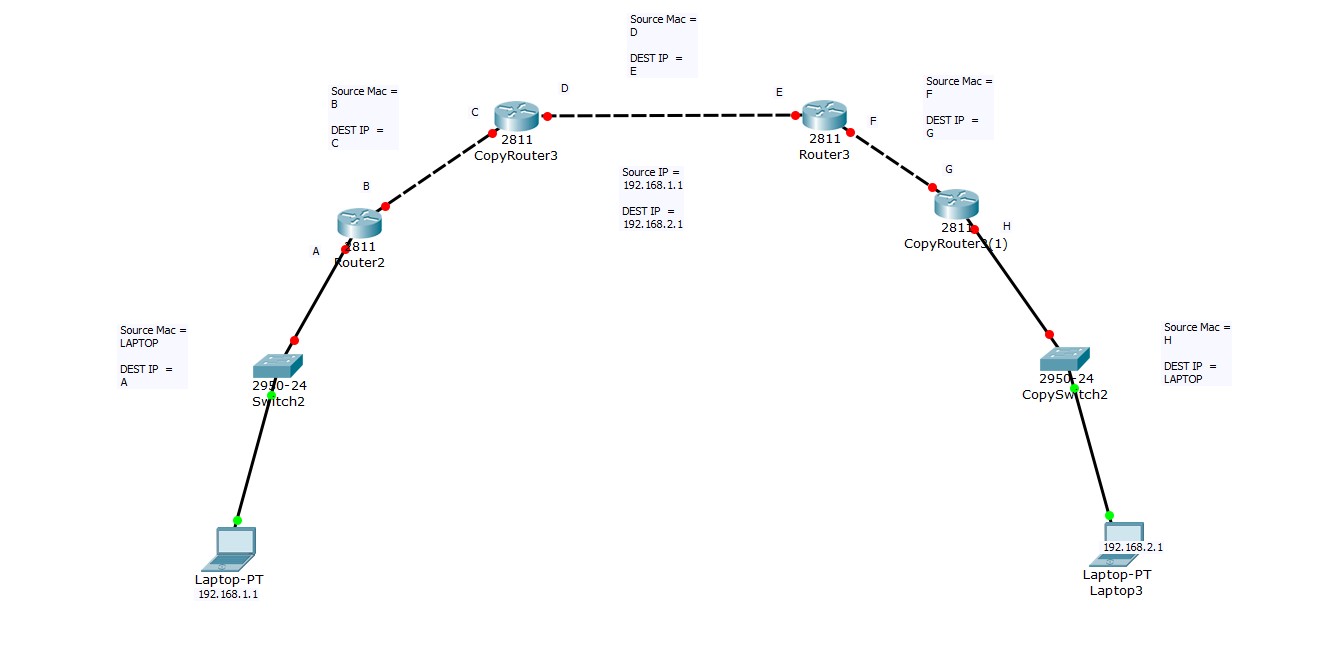 Source Mac =
D
DEST IP  =
E
Source Mac =
B
DEST IP  =
C
Source Mac =
F
DEST IP  =
G
C
D
E
F
2811
CopyRouter3
2811
Router3
Source IP =
192.168.1.1
DEST IP  =
192.168.2.1
B
G
A
2811
Router2
2811
CopyRouter3(1)
H
Source Mac =
LAPTOP
DEST IP  =
A
Source Mac =
H
DEST IP  =
LAPTOP
2950-24
Switch2
2950-24
CopySwitch2
Laptop-PT
192.168.1.1
192.168.2.1
Laptop-PT
Laptop3